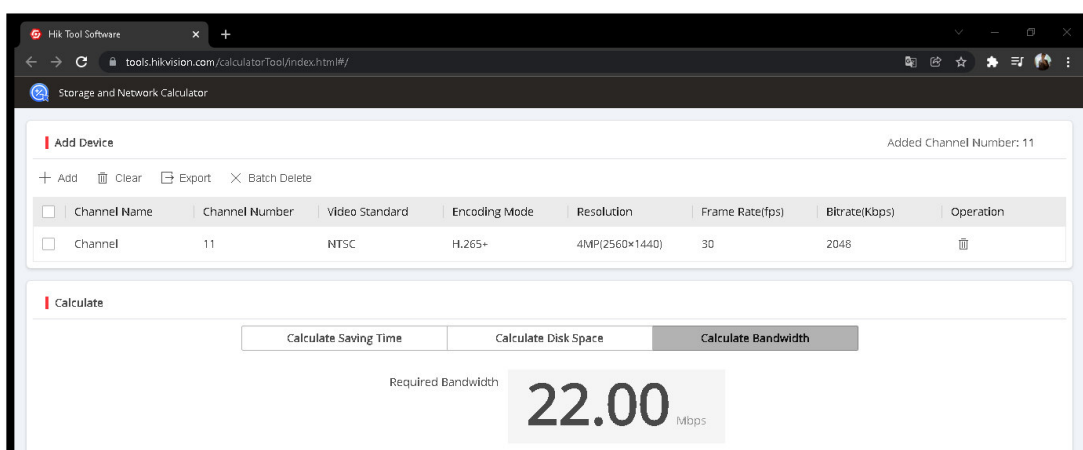 Hik Tool Software
tools.hikvision.com/calculatorTool/index.html#/
Storage and Network Calculator
Add Device Added Channel Number: 11
Add Clear Export Batch Delete
Channel Name Channel Number Video Standard Encoding Mode Resolution Frame Rate(fps) Bitrate(Kbps) Operation
Channel 11 NTSC H.265+ 4MP(2560×1440) 30 2048
Calculate
Calculate Saving Time Calculate Disk Space Calculate Bandwidth
Required Bandwidth 22.00 Mbps